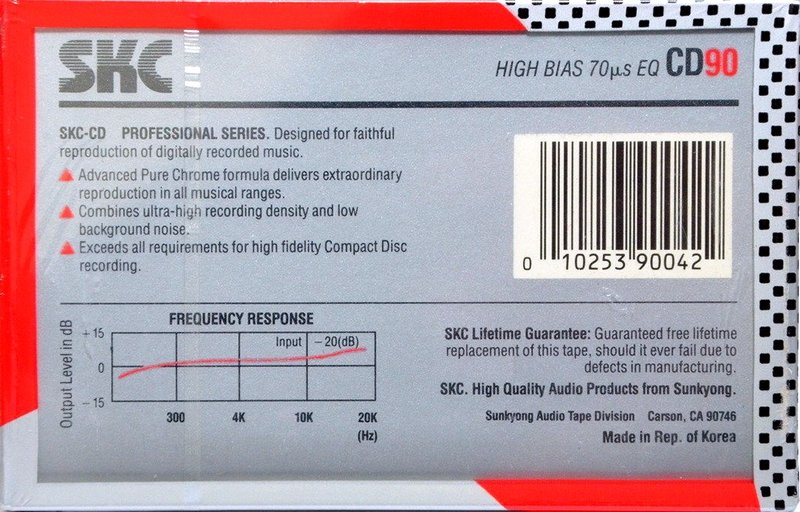 SKC
HIGH BIAS 70µs EQ CD90
SKC-CD PROFESSIONAL SERIES. Designed for faithful
reproduction of digitally recorded music.
Advanced Pure Chrome formula delivers extraordinary
reproduction in all musical ranges.
Combines ultra-high recording density and low
background noise.
Exceeds all requirements for high fidelity Compact Disc
recording.
0 10253 90042
FREQUENCY RESPONSE
Output Level in dB
+15
0
-15
Input -20(dB)
300 4K 10K 20K
(Hz)
SKC Lifetime Guarantee: Guaranteed free lifetime
replacement of this tape, should it ever fail due to
defects in manufacturing.
SKC. High Quality Audio Products from Sunkyong.
Sunkyong Audio Tape Division Carson, CA 90746
Made in Rep. of Korea